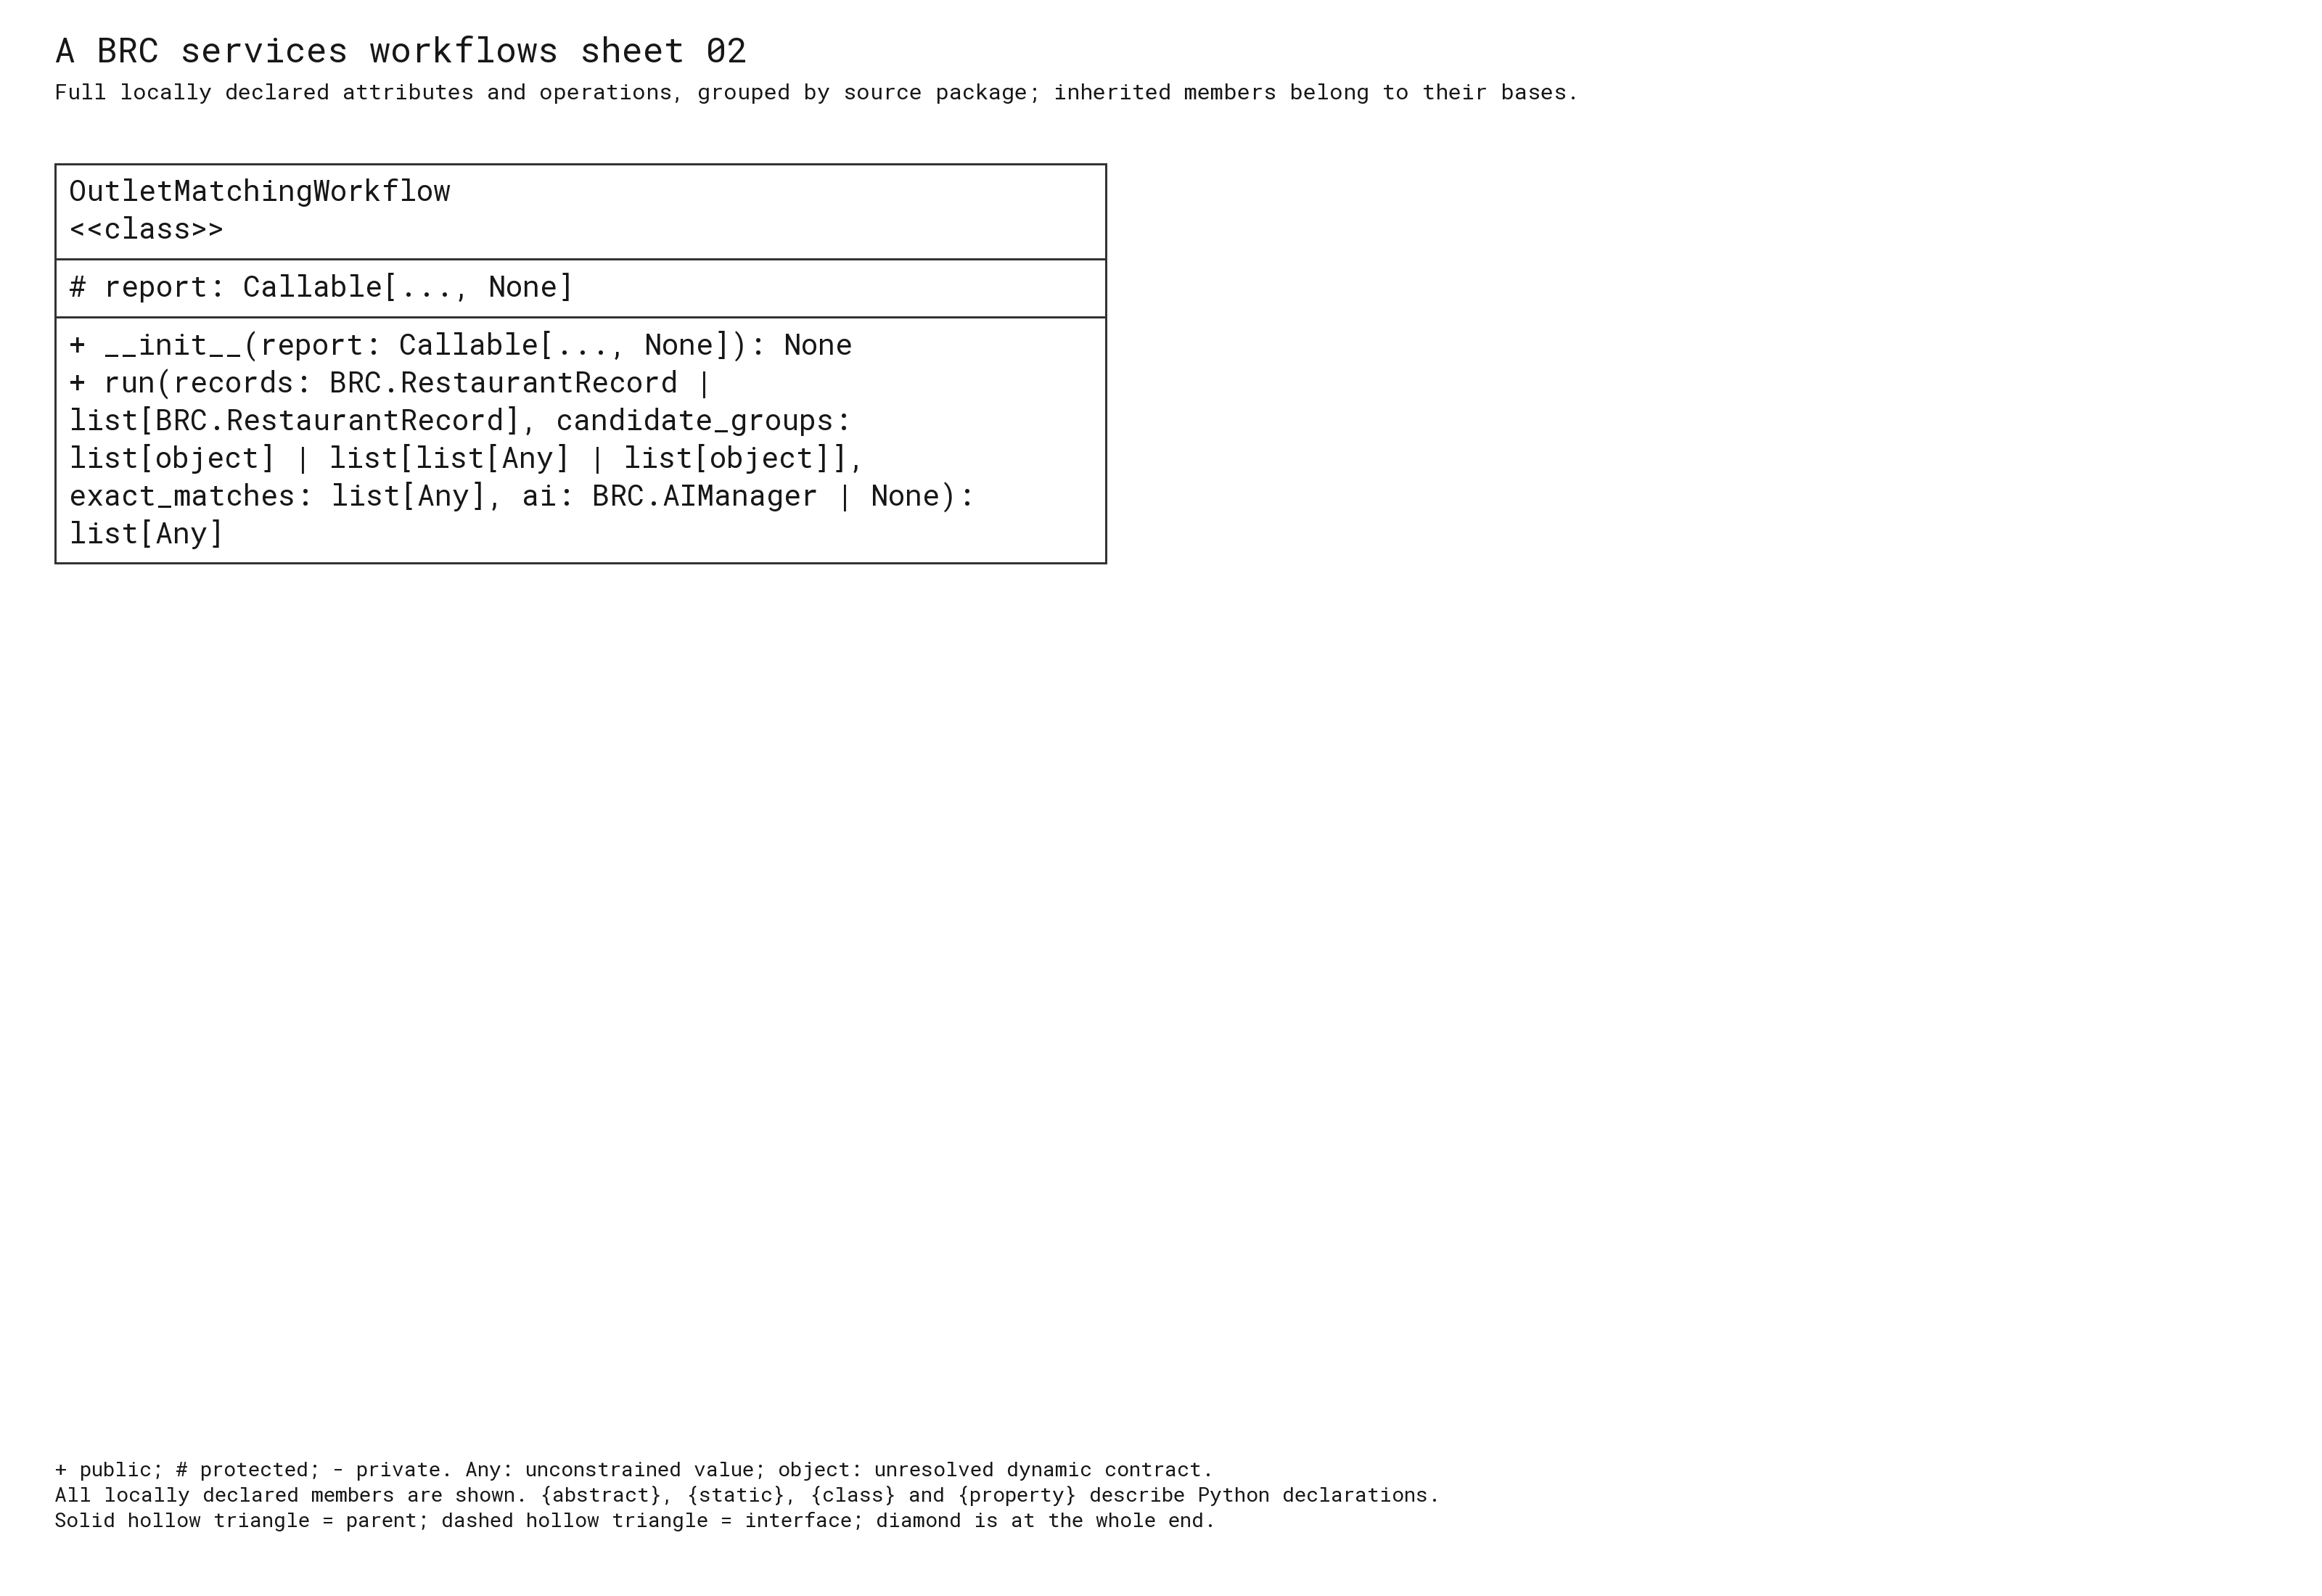 A BRC services workflows sheet 02
Full locally declared attributes and operations, grouped by source package; inherited members belong to their bases.
OutletMatchingWorkflow
<<class>>
# report: Callable[..., None]
+ __init__(report: Callable[..., None]): None
+ run(records: BRC.RestaurantRecord |
list[BRC.RestaurantRecord], candidate_groups:
list[object] | list[list[Any] | list[object]],
exact_matches: list[Any], ai: BRC.AIManager | None):
list[Any]
+ public; # protected; - private. Any: unconstrained value; object: unresolved dynamic contract.
All locally declared members are shown. {abstract}, {static}, {class} and {property} describe Python declarations.
Solid hollow triangle = parent; dashed hollow triangle = interface; diamond is at the whole end.